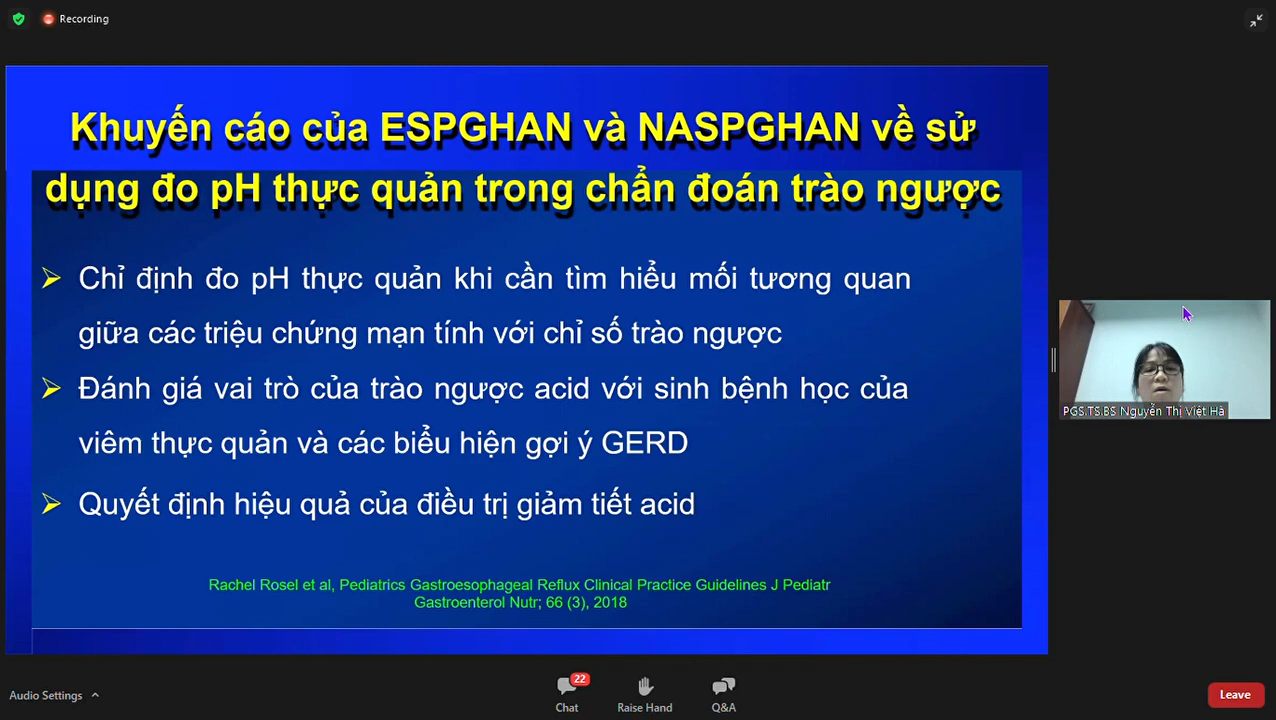 Recording
Khuyến cáo của ESPGHAN và NASPGHAN về sử
dụng đo pH thực quản trong chẩn đoán trào ngược
Chỉ định đo pH thực quản khi cần tìm hiểu mối tương quan
giữa các triệu chứng mạn tính với chỉ số trào ngược
Đánh giá vai trò của trào ngược acid với sinh bệnh học của
viêm thực quản và các biểu hiện gợi ý GERD
Quyết định hiệu quả của điều trị giảm tiết acid
Rachel Rosel et al, Pediatrics Gastroesophageal Reflux Clinical Practice Guidelines J Pediatr
Gastroenterol Nutr; 66 (3), 2018
PGS.TS.BS Nguyễn Thị Việt Hà
Audio Settings
22
Chat
Raise Hand
Q&A
Leave